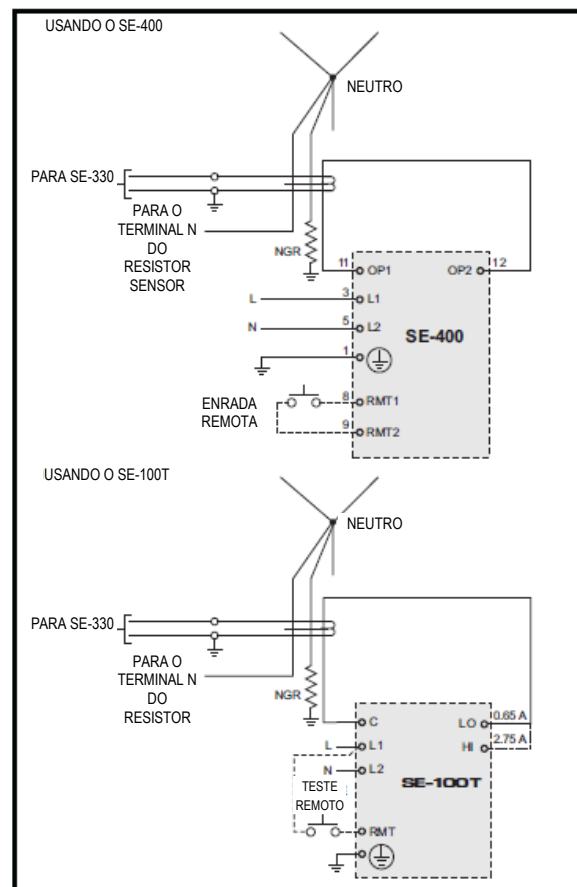 USANDO O SE-400
NEUTRO
PARA SE-330
PARA O
TERMINAL N
DO
RESISTOR
SENSOR
NGR
11 OP1
OP2 12
L 3 L1
N 5 L2
SE-400
1
ENRADA
REMOTA
8 RMT1
9 RMT2
USANDO O SE-100T
NEUTRO
PARA SE-330
PARA O
TERMINAL N
DO
RESISTOR
NGR
C
LO 0.65 A
L L1
HI 2.75 A
N L2
SE-100T
TESTE
REMOTO
RMT